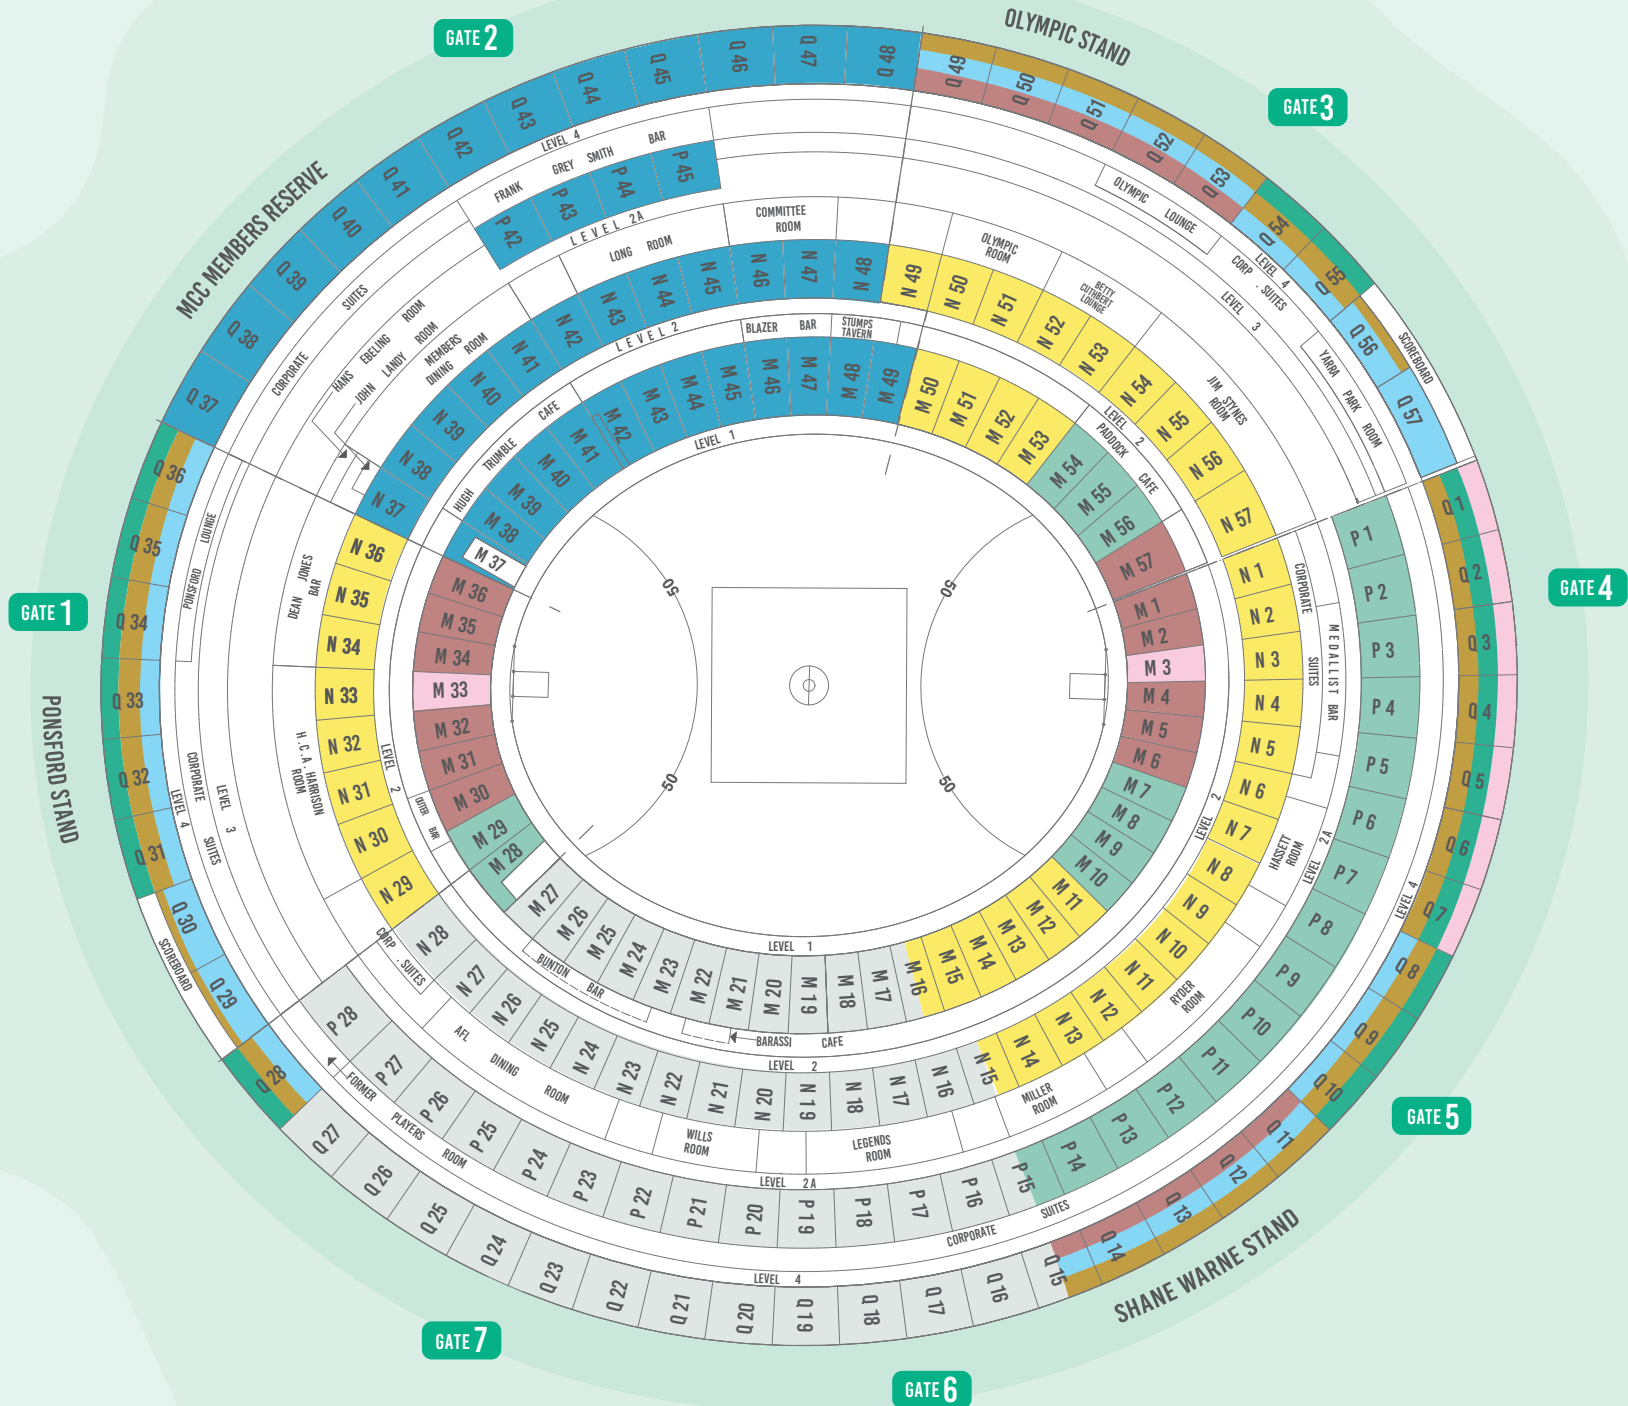 GATE 2
OLYMPIC STAND
GATE 3
MCC MEMBERS RESERVE
GATE 1
PONSFORD STAND
GATE 4
GATE 5
SHANE WARNE STAND
GATE 6
GATE 7
Q 37
Q 38
Q 39
Q 40
Q 41
Q 42
Q 43
Q 44
Q 45
Q 46
Q 47
Q 48
Q 49
Q 50
Q 51
Q 52
Q 53
Q 54
Q 55
Q 56
Q 57
SCOREBOARD
Q 1
Q 2
Q 3
Q 4
Q 5
Q 6
Q 7
Q 8
Q 9
Q 10
Q 11
Q 12
Q 13
Q 14
Q 15
Q 16
Q 17
Q 18
Q 19
Q 20
Q 21
Q 22
Q 23
Q 24
Q 25
Q 26
Q 27
Q 28
Q 29
Q 30
SCOREBOARD
Q 31
Q 32
Q 33
Q 34
Q 35
Q 36
LEVEL 4
FRANK GREY SMITH BAR
P 42
P 43
P 44
P 45
LEVEL 2A
CORPORATE SUITES
HANS EBELING ROOM
JOHN LANDY ROOM
MEMBERS
DINING ROOM
LONG ROOM
COMMITTEE
ROOM
OLYMPIC
ROOM
BETTY
CUTHBERT
LOUNGE
JIM STYNES
ROOM
OLYMPIC LOUNGE
CORP . SUITES
LEVEL 4
LEVEL 3
YARRA PARK ROOM
N 37
N 38
N 39
N 40
N 41
N 42
N 43
N 44
N 45
N 46
N 47
N 48
N 49
N 50
N 51
N 52
N 53
N 54
N 55
N 56
N 57
LEVEL 2
BLAZER BAR
STUMPS
TAVERN
HUGH TRUMBLE CAFE
LEVEL 2
PADDOCK CAFE
M 37
M 38
M 39
M 40
M 41
M 42
M 43
M 44
M 45
M 46
M 47
M 48
M 49
M 50
M 51
M 52
M 53
M 54
M 55
M 56
M 57
LEVEL 1
50
50
50
50
M 1
M 2
M 3
M 4
M 5
M 6
M 7
M 8
M 9
M 10
M 11
M 12
M 13
M 14
M 15
M 16
M 17
M 18
M 19
M 20
M 21
M 22
M 23
M 24
M 25
M 26
M 27
M 28
M 29
M 30
M 31
M 32
M 33
M 34
M 35
M 36
LEVEL 1
BUNTON BAR
BARASSI CAFE
LEVEL 2
OUTER BAR
LEVEL 2
LEVEL 2
N 1
N 2
N 3
N 4
N 5
N 6
N 7
N 8
N 9
N 10
N 11
N 12
N 13
N 14
N 15
N 16
N 17
N 18
N 19
N 20
N 21
N 22
N 23
N 24
N 25
N 26
N 27
N 28
N 29
N 30
N 31
N 32
N 33
N 34
N 35
N 36
CORPORATE SUITES
MEDALLIST BAR
HASSETT
ROOM
LEVEL 2A
RYDER
ROOM
MILLER
ROOM
LEGENDS
ROOM
WILLS
ROOM
AFL DINING ROOM
CORP . SUITES
LEVEL 2A
P 1
P 2
P 3
P 4
P 5
P 6
P 7
P 8
P 9
P 10
P 11
P 12
P 13
P 14
P 15
P 16
P 17
P 18
P 19
P 20
P 21
P 22
P 23
P 24
P 25
P 26
P 27
P 28
LEVEL 4
CORPORATE SUITES
LEVEL 4
FORMER PLAYERS ROOM
PONSFORD LOUNGE
CORPORATE SUITES
LEVEL 4
LEVEL 3
DEAN JONES
BAR
H.C.A. HARRISON
ROOM